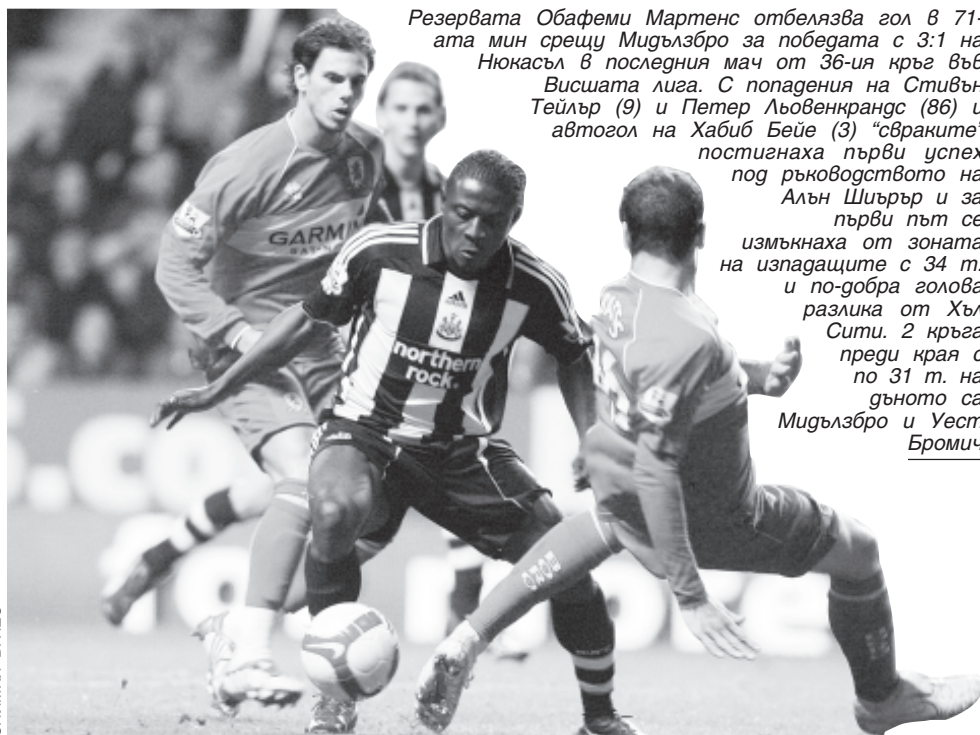 Резервата Обафеми Мартенс отбелязва гол в 71-
ата мин срещу Мидълзбро за победата с 3:1 на
Нюкасъл в последния мач от 36-ия кръг във
Висшата лига. С попадения на Стивън
Тейлър (9) и Петер Льовенкрандс (86) и
автогол на Хабиб Бейе (3) “свраките”
постигнаха първи успех
под ръководството на
Алън Шиърър и за
първи път се
измъкнаха от зоната
на изпадащите с 34 т.
и по-добра голова
разлика от Хъл
Сити. 2 кръга
преди края с
по 31 т. на
дъното са
Мидълзбро и Уест
Бромич
GARMIN
adidas
northern
rock.